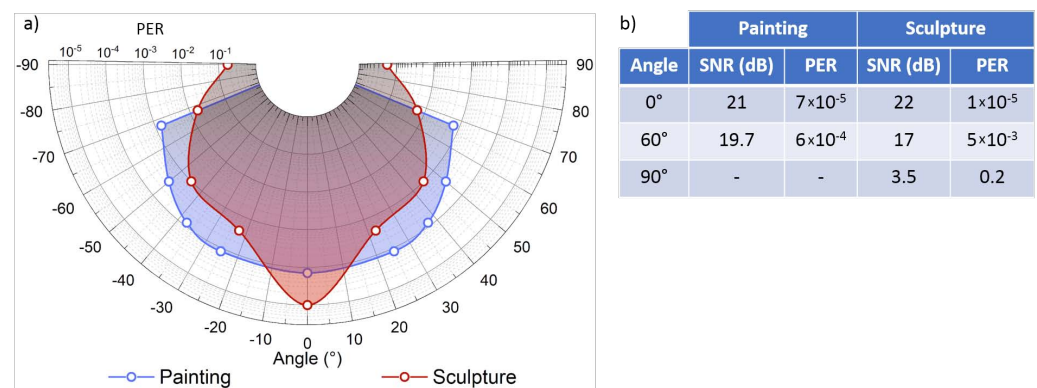 a)
PER
10⁻⁵ 10⁻⁴ 10⁻³ 10⁻² 10⁻¹
-90 90
-80 80
-70 70
-60 60
-50 50
-40 40
-30 30
-20 20
-10 10
0
Angle (°)
Painting Sculpture
b)
Painting Sculpture
Angle SNR (dB) PER SNR (dB) PER
0° 21 7×10⁻⁵ 22 1×10⁻⁵
60° 19.7 6×10⁻⁴ 17 5×10⁻³
90° - - 3.5 0.2